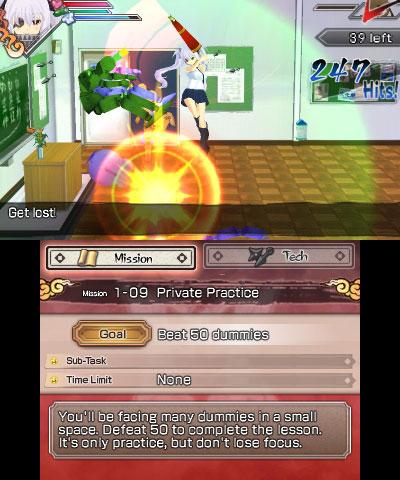 39 left
247
Hits!
Get lost!
Mission
Tech
Mission 1-09 Private Practice
Goal
Beat 50 dummies
Sub-Task
Time Limit
None
You'll be facing many dummies in a small
space. Defeat 50 to complete the lesson.
It's only practice, but don't lose focus.